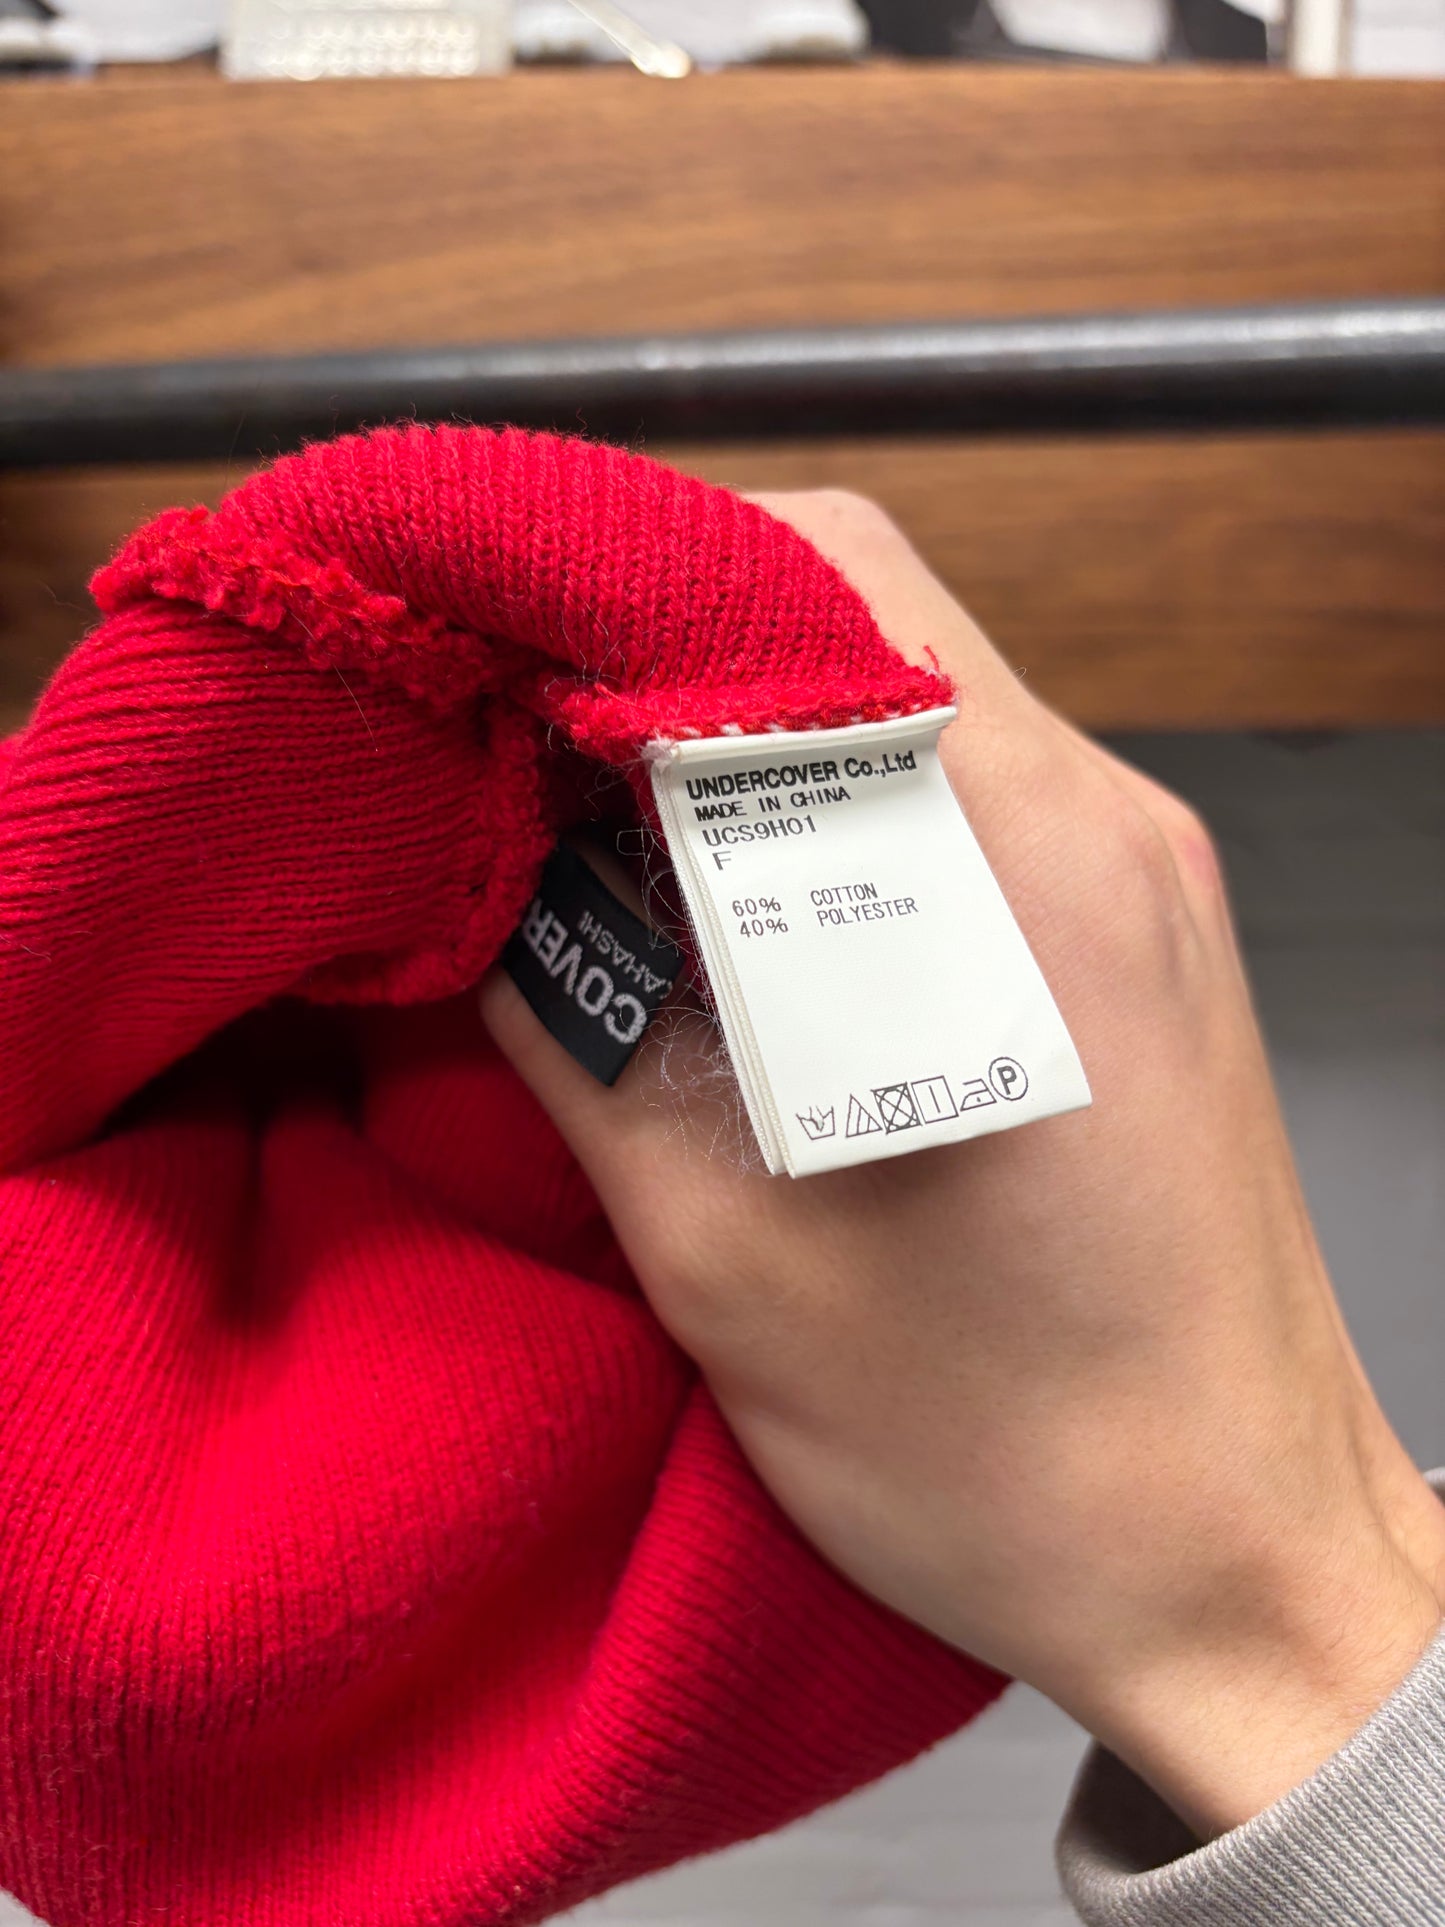 UNDERCOVER Co.,Ltd
MADE IN CHINA
UCS9H01
F
60% COTTON
40% POLYESTER
P
COVER